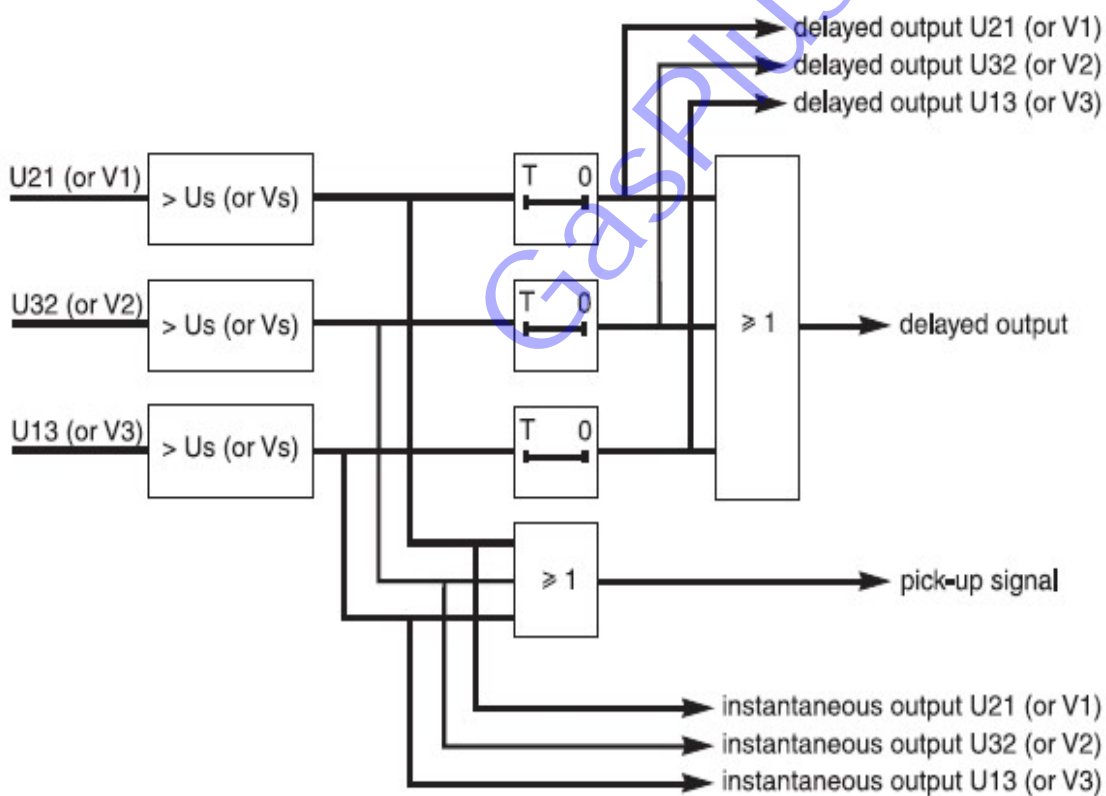 delayed output U21 (or V1)
delayed output U32 (or V2)
delayed output U13 (or V3)
U21 (or V1)
> Us (or Vs)
T 0
U32 (or V2)
> Us (or Vs)
T 0
⩾ 1
delayed output
U13 (or V3)
> Us (or Vs)
T 0
⩾ 1
pick-up signal
instantaneous output U21 (or V1)
instantaneous output U32 (or V2)
instantaneous output U13 (or V3)
GasPlus